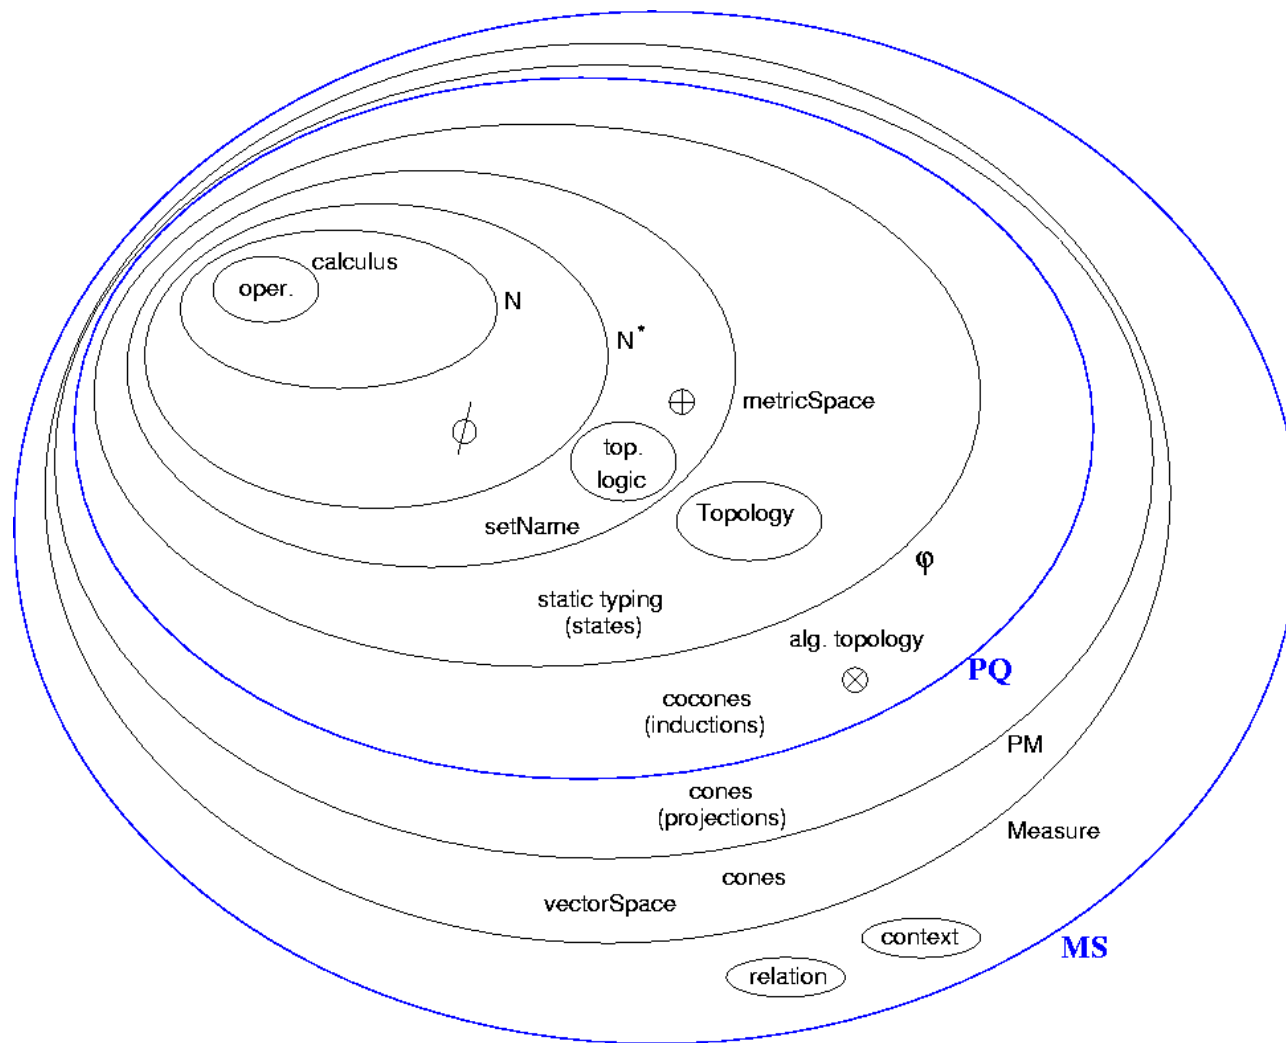 calculus
oper.
N
N*
metricSpace
top.
logic
Topology
setName
φ
static typing
(states)
alg. topology
PQ
cocones
(inductions)
PM
cones
(projections)
Measure
cones
vectorSpace
context
MS
relation